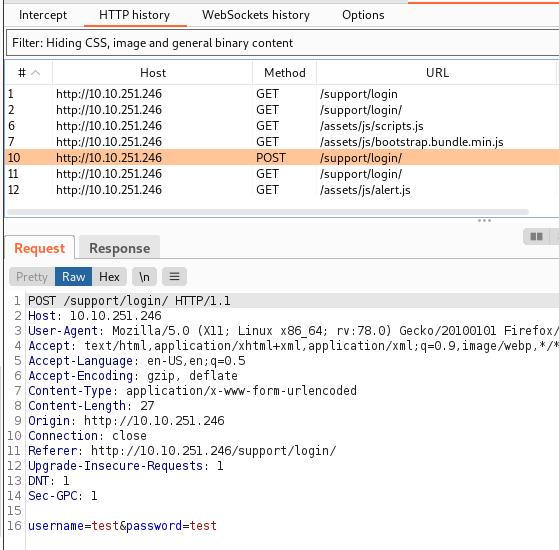 Intercept HTTP history WebSockets history Options
Filter: Hiding CSS, image and general binary content
# Host Method URL
1 http://10.10.251.246 GET /support/login
2 http://10.10.251.246 GET /support/login/
6 http://10.10.251.246 GET /assets/js/scripts.js
7 http://10.10.251.246 GET /assets/js/bootstrap.bundle.min.js
10 http://10.10.251.246 POST /support/login/
11 http://10.10.251.246 GET /support/login/
12 http://10.10.251.246 GET /assets/js/alert.js
Request Response
Pretty Raw Hex \n
1 POST /support/login/ HTTP/1.1
2 Host: 10.10.251.246
3 User-Agent: Mozilla/5.0 (X11; Linux x86_64; rv:78.0) Gecko/20100101 Firefox/
4 Accept: text/html,application/xhtml+xml,application/xml;q=0.9,image/webp,*/*
5 Accept-Language: en-US,en;q=0.5
6 Accept-Encoding: gzip, deflate
7 Content-Type: application/x-www-form-urlencoded
8 Content-Length: 27
9 Origin: http://10.10.251.246
10 Connection: close
11 Referer: http://10.10.251.246/support/login/
12 Upgrade-Insecure-Requests: 1
13 DNT: 1
14 Sec-GPC: 1
15
16 username=test&password=test